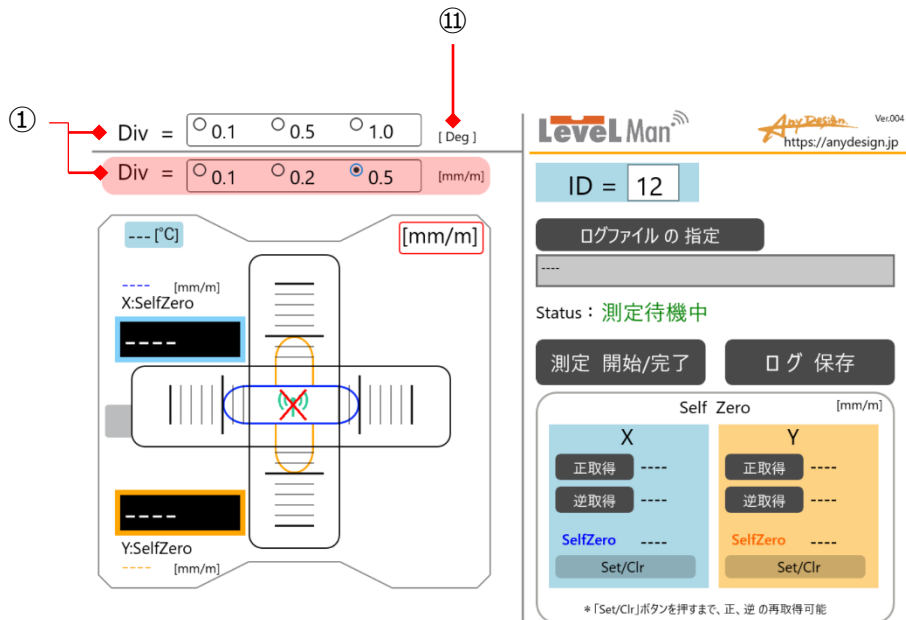 ⑪
①
Div = 0.1 0.5 1.0 [ Deg ]
Div = 0.1 0.2 0.5 [mm/m]
--- [°C]
[mm/m]
---- [mm/m]
X:SelfZero
----
----
Y:SelfZero
---- [mm/m]
LeveL Man
AnyDesign Ver.004
https://anydesign.jp
ID = 12
ログファイル の 指定
----
Status : 測定待機中
測定 開始/完了
ログ 保存
Self Zero [mm/m]
X
正取得 ----
逆取得 ----
SelfZero ----
Set/Clr
Y
正取得 ----
逆取得 ----
SelfZero ----
Set/Clr
*「Set/Clr」ボタンを押すまで、正、逆 の再取得可能